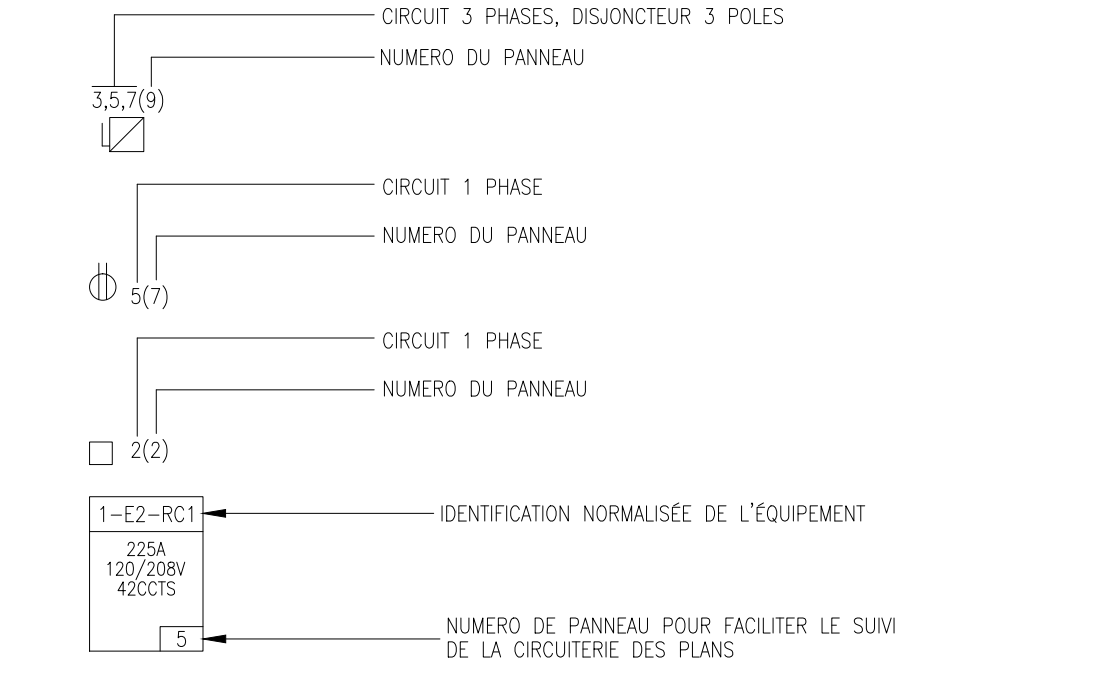 CIRCUIT 3 PHASES, DISJONCTEUR 3 POLES
NUMERO DU PANNEAU
3,5,7(9)
CIRCUIT 1 PHASE
NUMERO DU PANNEAU
5(7)
CIRCUIT 1 PHASE
NUMERO DU PANNEAU
2(2)
1-E2-RC1
IDENTIFICATION NORMALISÉE DE L'ÉQUIPEMENT
225A
120/208V
42CCTS
5
NUMERO DE PANNEAU POUR FACILITER LE SUIVI
DE LA CIRCUITERIE DES PLANS